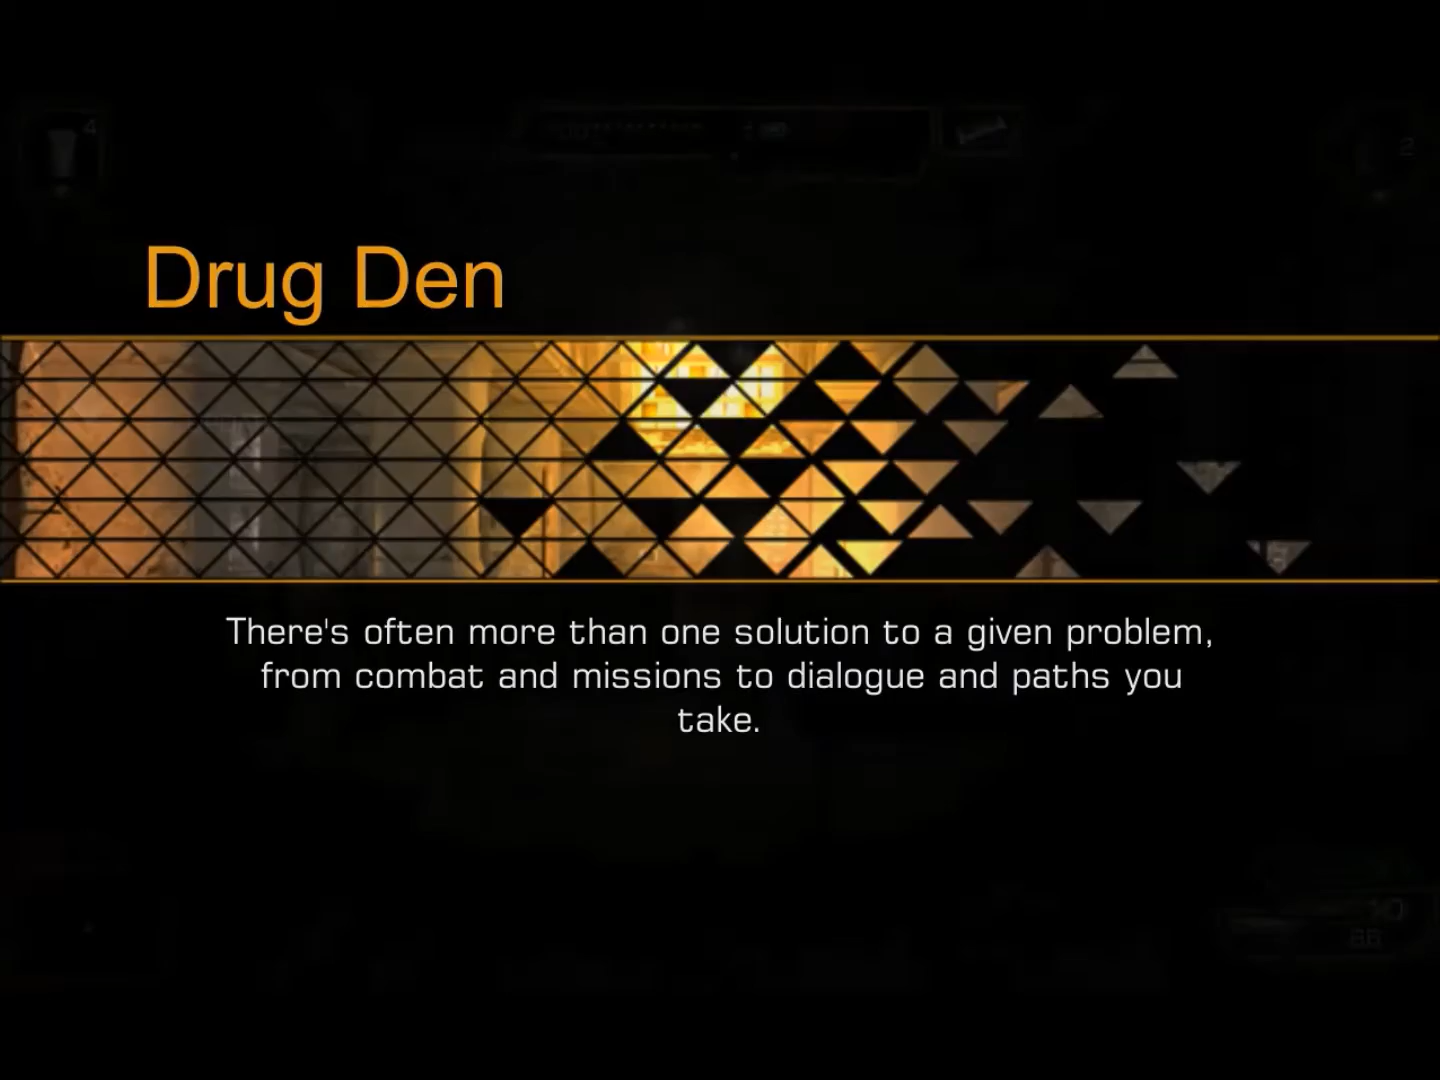 Drug Den
There's often more than one solution to a given problem,
from combat and missions to dialogue and paths you
take.